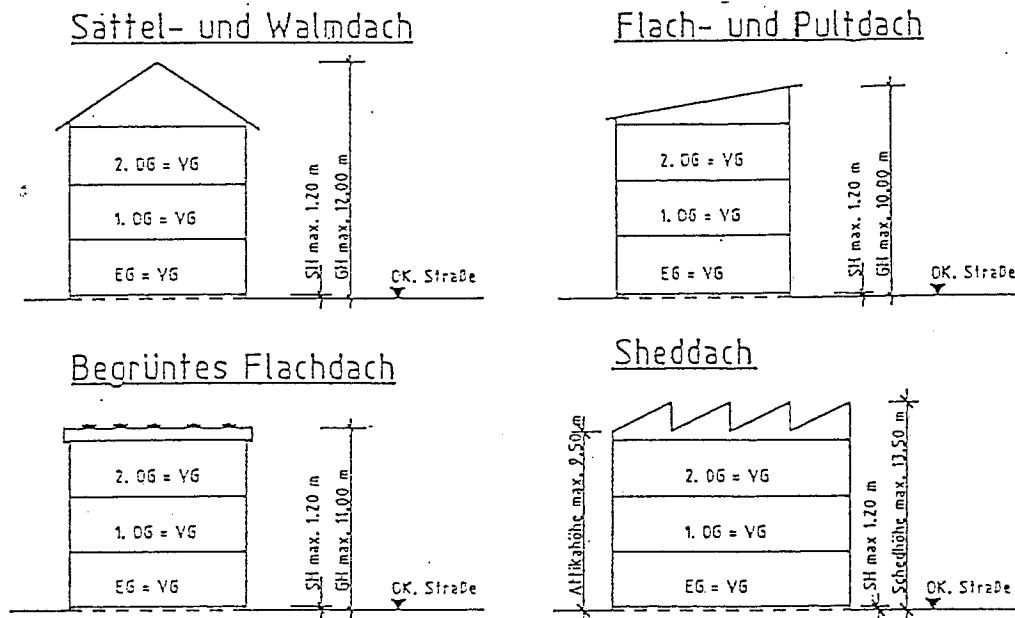 Sattel- und Walmdach
2. OG = VG
1. OG = VG
EG = VG
SH max. 1.20 m
GH max. 12.00 m
OK. Straße
Flach- und Pultdach
2. OG = VG
1. OG = VG
EG = VG
SH max. 1.20 m
GH max. 10.00 m
OK. Straße
Begrüntes Flachdach
2. OG = VG
1. OG = VG
EG = VG
SH max. 1.20 m
GH max. 11.00 m
OK. Straße
Sheddach
Attikahöhe max. 9.50 m
2. OG = VG
1. OG = VG
EG = VG
SH max 1.20 m
Schedhöhe max. 13.50 m
OK. Straße